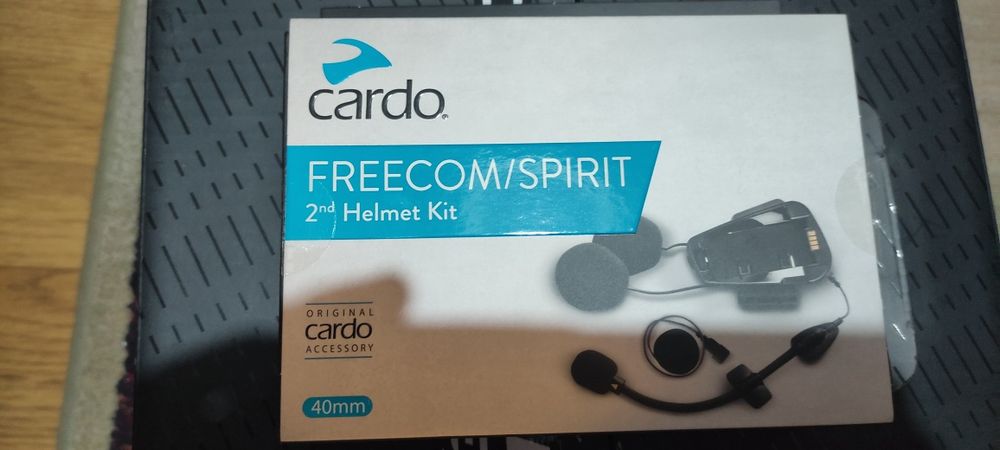 cardo
FREECOM/SPIRIT
2nd Helmet Kit
ORIGINAL
cardo
ACCESSORY
40mm